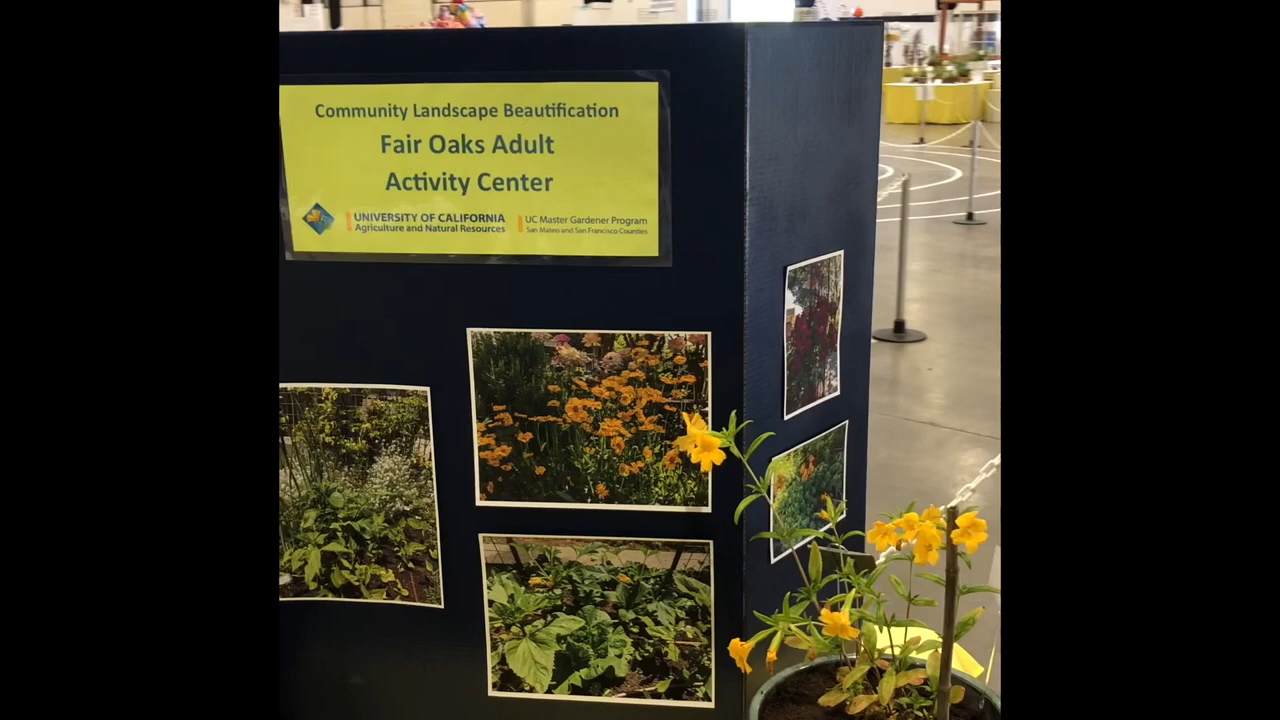 Community Landscape Beautification
Fair Oaks Adult
Activity Center
UNIVERSITY OF CALIFORNIA
Agriculture and Natural Resources
UC Master Gardener Program
San Mateo and San Francisco Counties